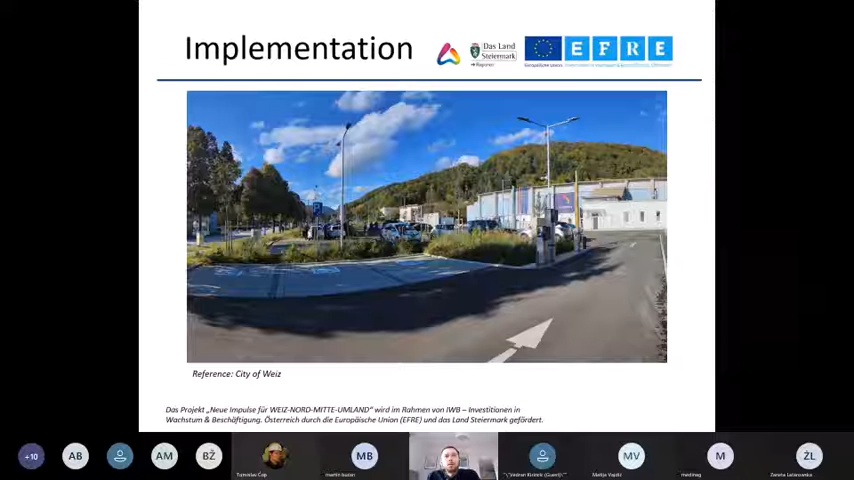 Implementation
Das Land
Steiermark
→ Regionen
EFRE
Reference: City of Weiz
Das Projekt „Neue Impulse für WEIZ-NORD-MITTE-UMLAND" wird im Rahmen von IWB – Investitionen in
Wachstum & Beschäftigung. Österreich durch die Europäische Union (EFRE) und das Land Steiermark gefördert.
+10
AB
AM
BŽ
MB
MV
M
ŽL